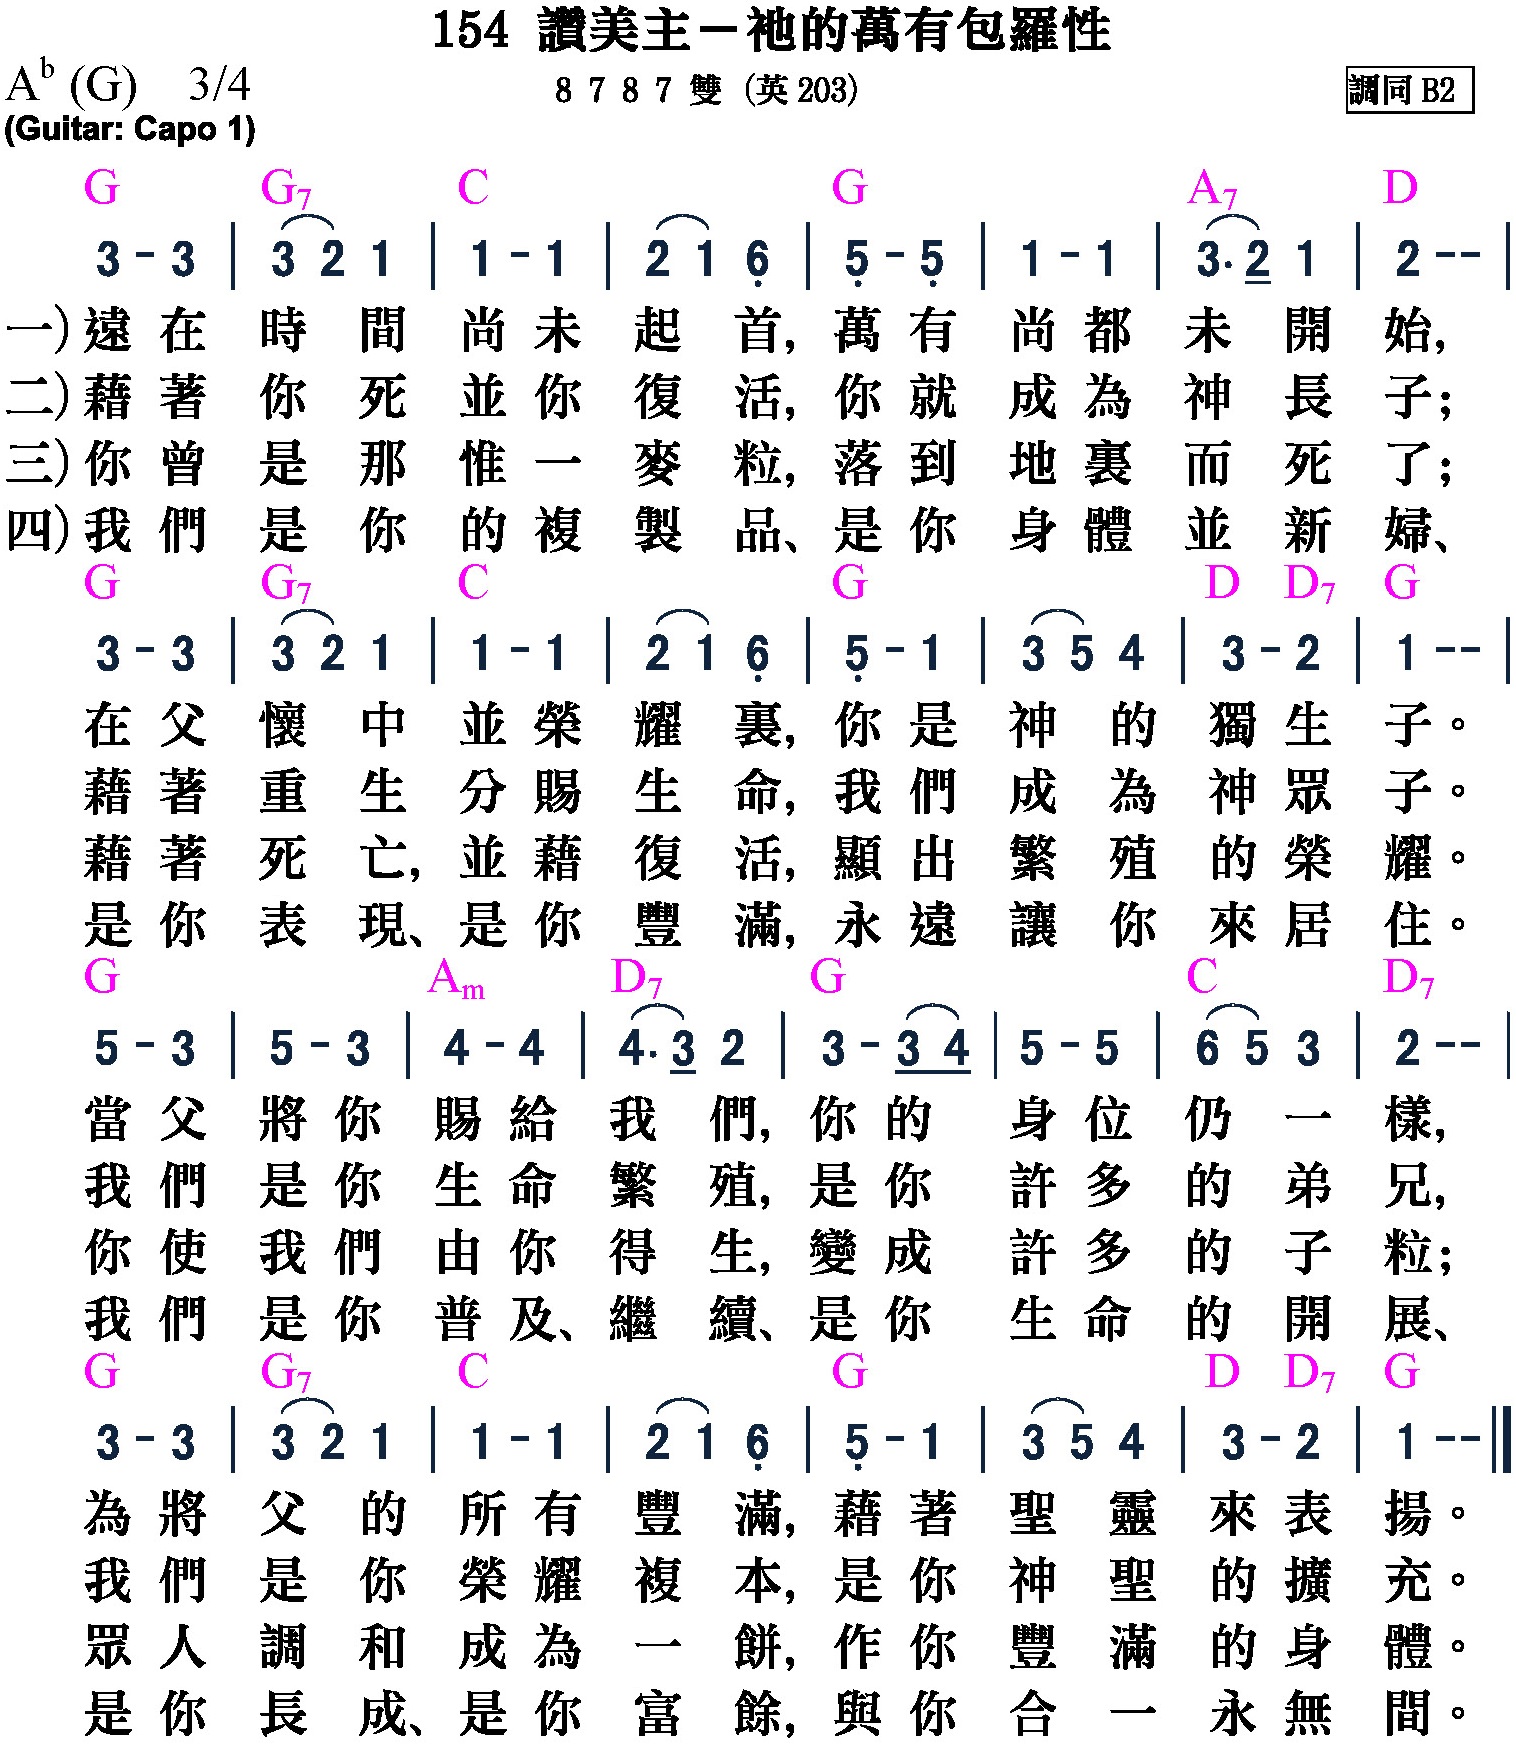 154 讚美主－祂的萬有包羅性
A♭ (G) 3/4 8 7 8 7 雙 (英 203) 調同 B2
(Guitar: Capo 1)
G G7 C G A7 D
3 - 3 | 3 2 1 | 1 - 1 | 2 1 6̣ | 5̣ - 5̣ | 1 - 1 | 3. 2 1 | 2 - - |
一) 遠在時間尚未起首, 萬有尚都未開始,
二) 藉著你死並你復活, 你就成為神長子;
三) 你曾是那惟一麥粒, 落到地裏而死了;
四) 我們是你的複製品、是你身體並新婦、
G G7 C G D D7 G
3 - 3 | 3 2 1 | 1 - 1 | 2 1 6̣ | 5̣ - 1 | 3 5 4 | 3 - 2 | 1 - - |
在父懷中並榮耀裏, 你是神的獨生子。
藉著重生分賜生命, 我們成為神眾子。
藉著死亡, 並藉復活, 顯出繁殖的榮耀。
是你表現、是你豐滿, 永遠讓你來居住。
G Am D7 G C D7
5 - 3 | 5 - 3 | 4 - 4 | 4. 3 2 | 3 - 3 4 | 5 - 5 | 6 5 3 | 2 - - |
當父將你賜給我們, 你的身位仍一樣,
我們是你生命繁殖, 是你許多的弟兄,
你使我們由你得生, 變成許多的子粒;
我們是你普及、繼續、是你生命的開展、
G G7 C G D D7 G
3 - 3 | 3 2 1 | 1 - 1 | 2 1 6̣ | 5̣ - 1 | 3 5 4 | 3 - 2 | 1 - - ||
為將父的所有豐滿, 藉著聖靈來表揚。
我們是你榮耀複本, 是你神聖的擴充。
眾人調和成為一餅, 作你豐滿的身體。
是你長成、是你富餘, 與你合一永無間。